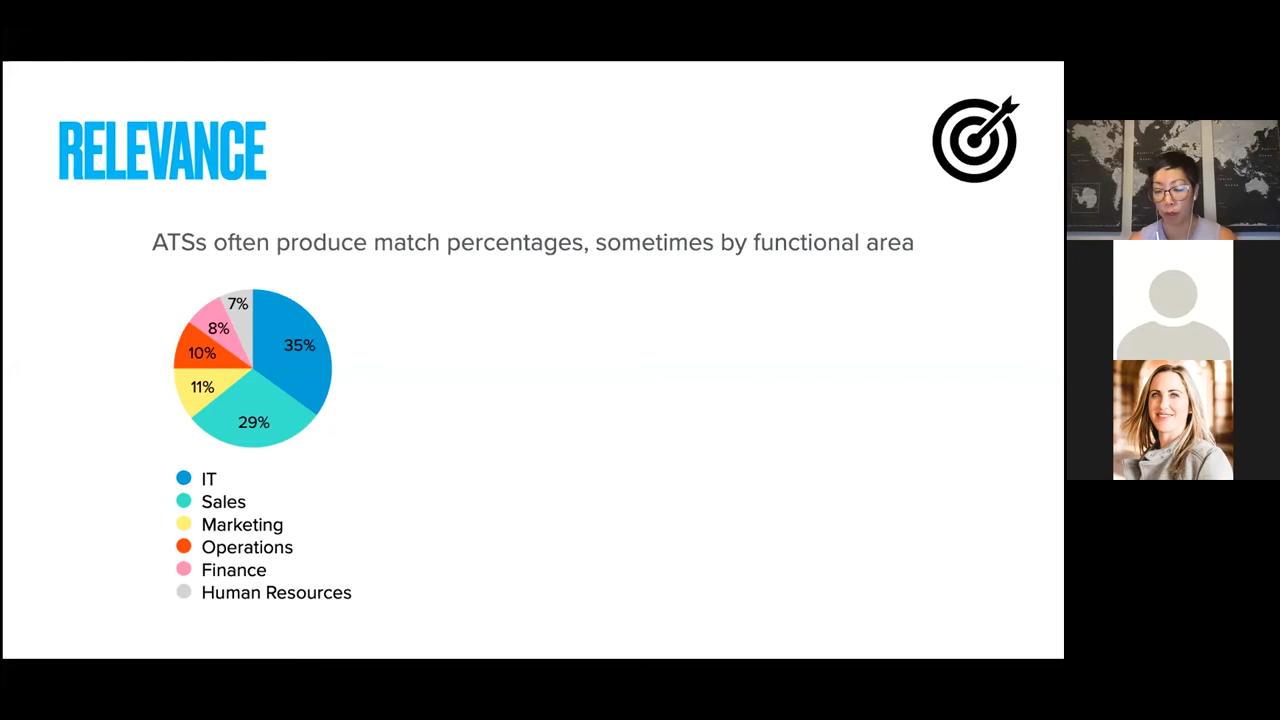 RELEVANCE
ATSs often produce match percentages, sometimes by functional area
7%
35%
8%
10%
11%
29%
IT
Sales
Marketing
Operations
Finance
Human Resources